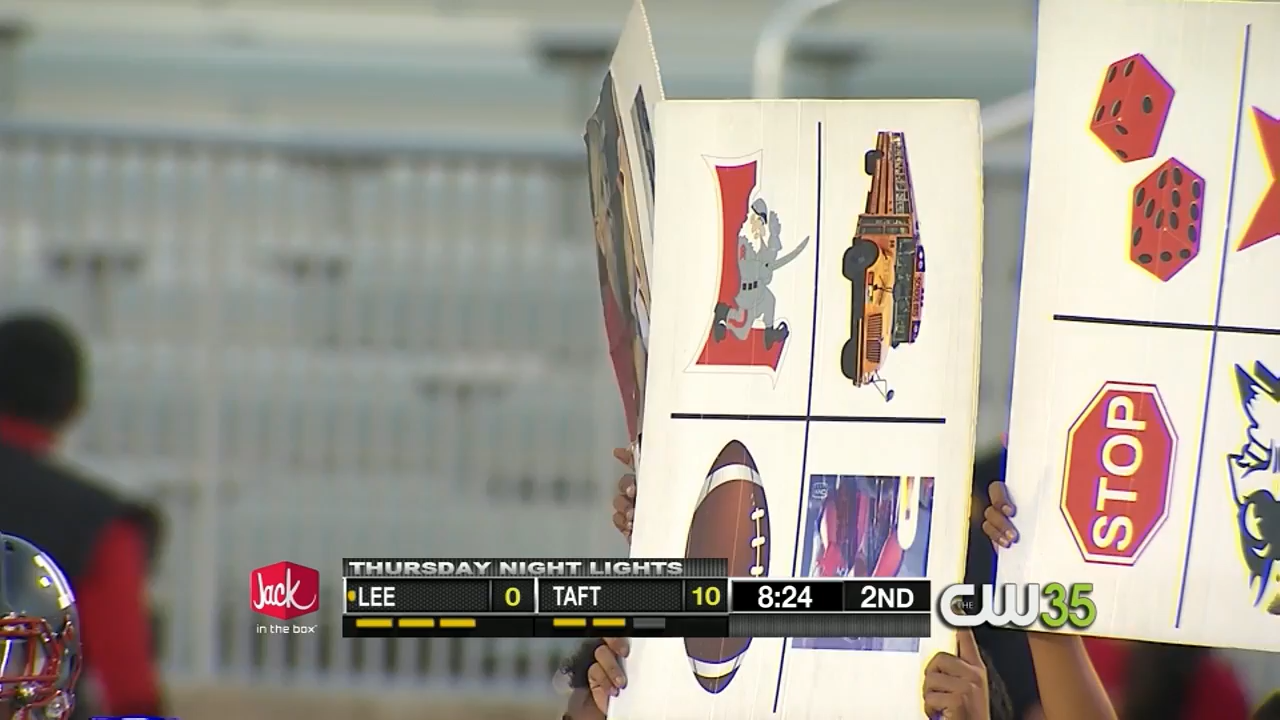 STOP
THURSDAY NIGHT LIGHTS
LEE 0 TAFT 10 8:24 2ND
Jack
in the box
THE CW35